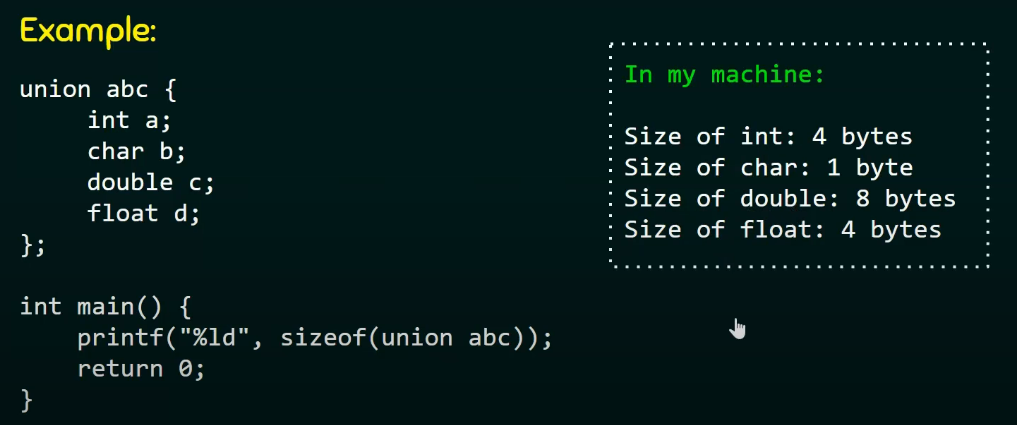 Example:
union abc {
int a;
char b;
double c;
float d;
};
int main() {
printf("%ld", sizeof(union abc));
return 0;
}
In my machine:
Size of int: 4 bytes
Size of char: 1 byte
Size of double: 8 bytes
Size of float: 4 bytes